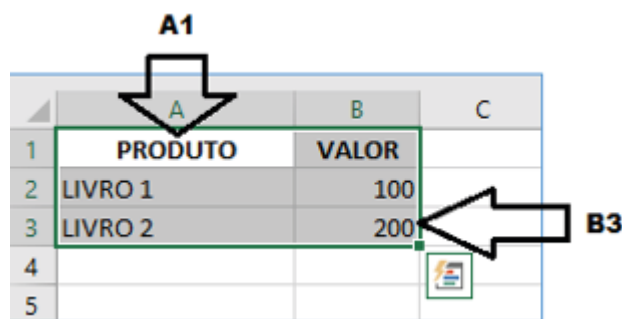 A1
A B C
1 PRODUTO VALOR
2 LIVRO 1 100
3 LIVRO 2 200
B3
4
5